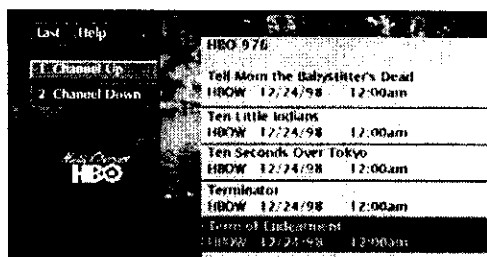 Last Help
1 Channel Up
2 Channel Down
HBO
HBO 976
Tell Mom the Babysitter's Dead
HBOW 12/24/98 12:00am
Ten Little Indians
HBOW 12/24/98 12:00am
Ten Seconds Over Tokyo
HBOW 12/24/98 12:00am
Terminator
HBOW 12/24/98 12:00am
Term of Endearment
HBOW 12/24/98 12:00am